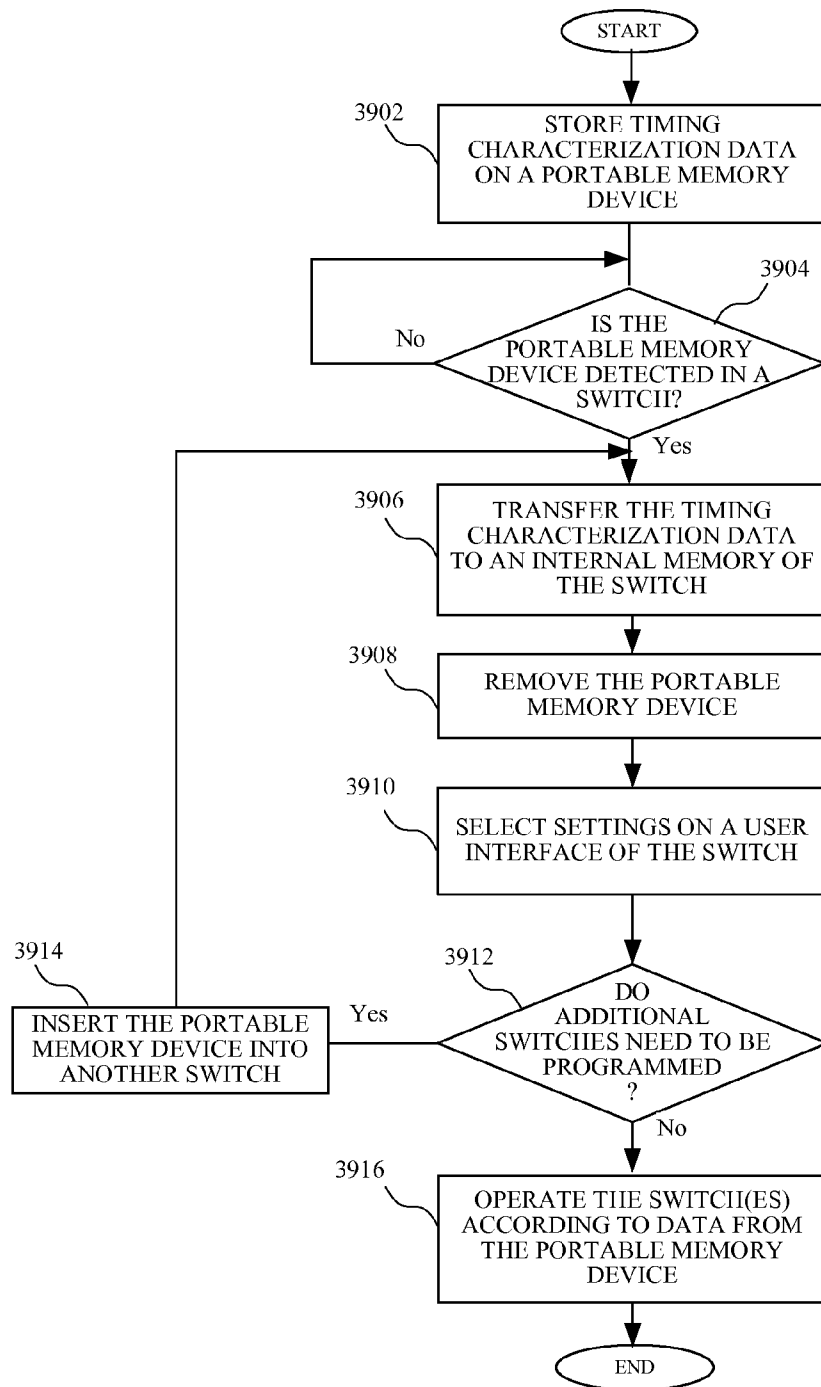 START
3902
STORE TIMING
CHARACTERIZATION DATA
ON A PORTABLE MEMORY
DEVICE
3904
IS THE
PORTABLE MEMORY
DEVICE DETECTED IN A
SWITCH?
No
Yes
3906
TRANSFER THE TIMING
CHARACTERIZATION DATA
TO AN INTERNAL MEMORY OF
THE SWITCH
3908
REMOVE THE PORTABLE
MEMORY DEVICE
3910
SELECT SETTINGS ON A USER
INTERFACE OF THE SWITCH
3912
DO
ADDITIONAL
SWITCHES NEED TO BE
PROGRAMMED
?
Yes
3914
INSERT THE PORTABLE
MEMORY DEVICE INTO
ANOTHER SWITCH
No
3916
OPERATE THE SWITCH(ES)
ACCORDING TO DATA FROM
THE PORTABLE MEMORY
DEVICE
END